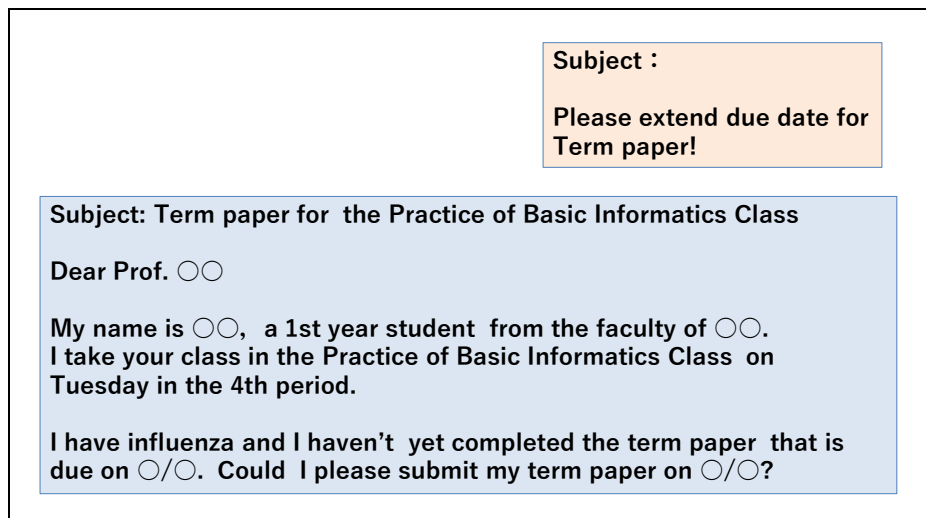 Subject：
Please extend due date for
Term paper!
Subject: Term paper for the Practice of Basic Informatics Class
Dear Prof. ○○
My name is ○○, a 1st year student from the faculty of ○○.
I take your class in the Practice of Basic Informatics Class on
Tuesday in the 4th period.
I have influenza and I haven’t yet completed the term paper that is
due on ○/○. Could I please submit my term paper on ○/○?